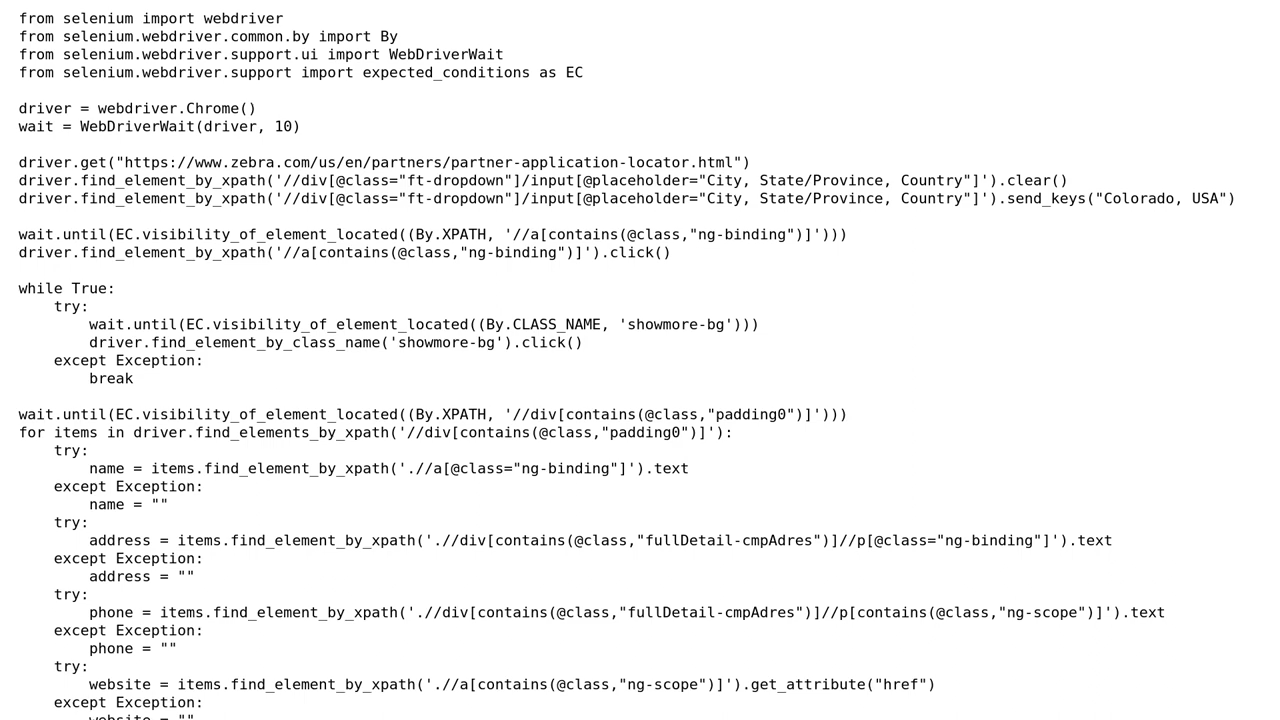 from selenium import webdriver
from selenium.webdriver.common.by import By
from selenium.webdriver.support.ui import WebDriverWait
from selenium.webdriver.support import expected_conditions as EC

driver = webdriver.Chrome()
wait = WebDriverWait(driver, 10)

driver.get("https://www.zebra.com/us/en/partners/partner-application-locator.html")
driver.find_element_by_xpath('//div[@class="ft-dropdown"]/input[@placeholder="City, State/Province, Country"]').clear()
driver.find_element_by_xpath('//div[@class="ft-dropdown"]/input[@placeholder="City, State/Province, Country"]').send_keys("Colorado, USA")

wait.until(EC.visibility_of_element_located((By.XPATH, '//a[contains(@class,"ng-binding")]')))
driver.find_element_by_xpath('//a[contains(@class,"ng-binding")]').click()

while True:
    try:
        wait.until(EC.visibility_of_element_located((By.CLASS_NAME, 'showmore-bg')))
        driver.find_element_by_class_name('showmore-bg').click()
    except Exception:
        break

wait.until(EC.visibility_of_element_located((By.XPATH, '//div[contains(@class,"padding0")]')))
for items in driver.find_elements_by_xpath('//div[contains(@class,"padding0")]'):
    try:
        name = items.find_element_by_xpath('.//a[@class="ng-binding"]').text
    except Exception:
        name = ""
    try:
        address = items.find_element_by_xpath('.//div[contains(@class,"fullDetail-cmpAdres")]//p[@class="ng-binding"]').text
    except Exception:
        address = ""
    try:
        phone = items.find_element_by_xpath('.//div[contains(@class,"fullDetail-cmpAdres")]//p[contains(@class,"ng-scope")]').text
    except Exception:
        phone = ""
    try:
        website = items.find_element_by_xpath('.//a[contains(@class,"ng-scope")]').get_attribute("href")
    except Exception:
        website = ""